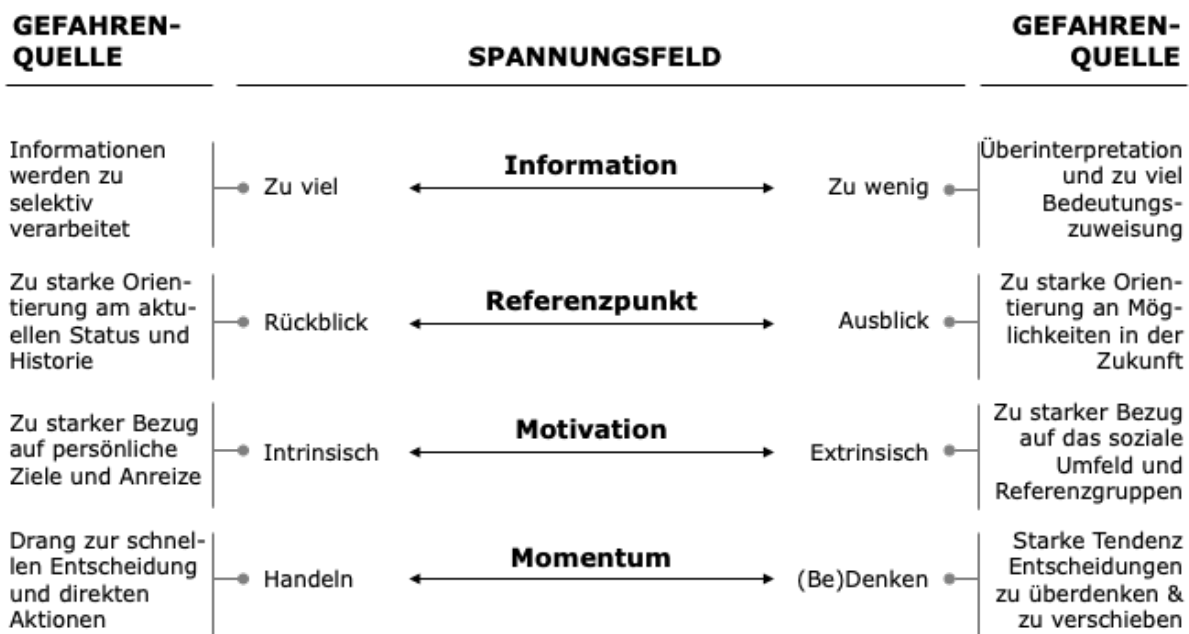 GEFAHREN-
QUELLE
SPANNUNGSFELD
GEFAHREN-
QUELLE
Informationen
werden zu
selektiv
verarbeitet
Zu viel
Information
Zu wenig
Überinterpretation
und zu viel
Bedeutungs-
zuweisung
Zu starke Orien-
tierung am aktu-
ellen Status und
Historie
Rückblick
Referenzpunkt
Ausblick
Zu starke Orien-
tierung an Mög-
lichkeiten in der
Zukunft
Zu starker Bezug
auf persönliche
Ziele und Anreize
Intrinsisch
Motivation
Extrinsisch
Zu starker Bezug
auf das soziale
Umfeld und
Referenzgruppen
Drang zur schnel-
len Entscheidung
und direkten
Aktionen
Handeln
Momentum
(Be)Denken
Starke Tendenz
Entscheidungen
zu überdenken &
zu verschieben